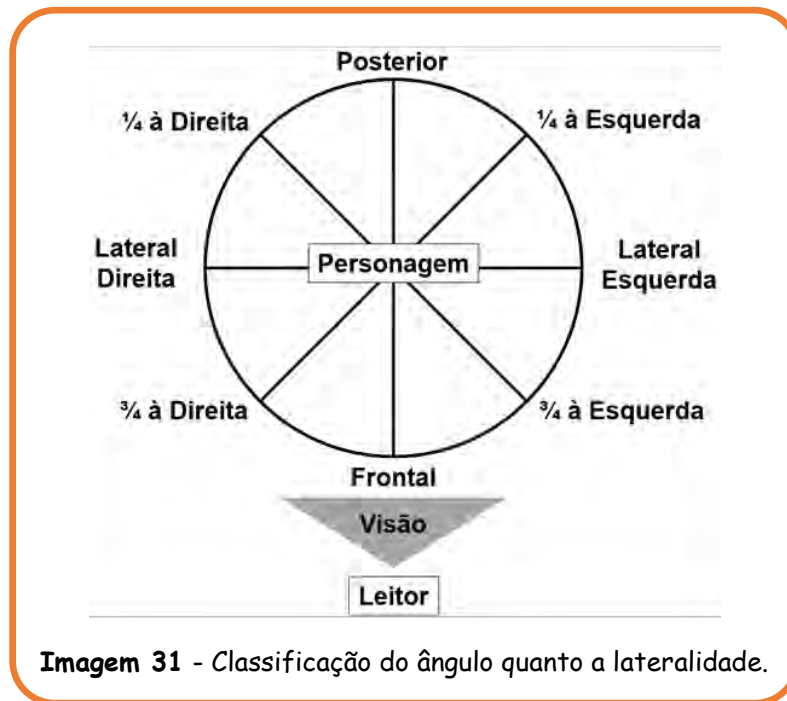 Posterior
¼ à Direita
¼ à Esquerda
Lateral
Direita
Personagem
Lateral
Esquerda
¾ à Direita
¾ à Esquerda
Frontal
Visão
Leitor
Imagem 31 - Classificação do ângulo quanto a lateralidade.